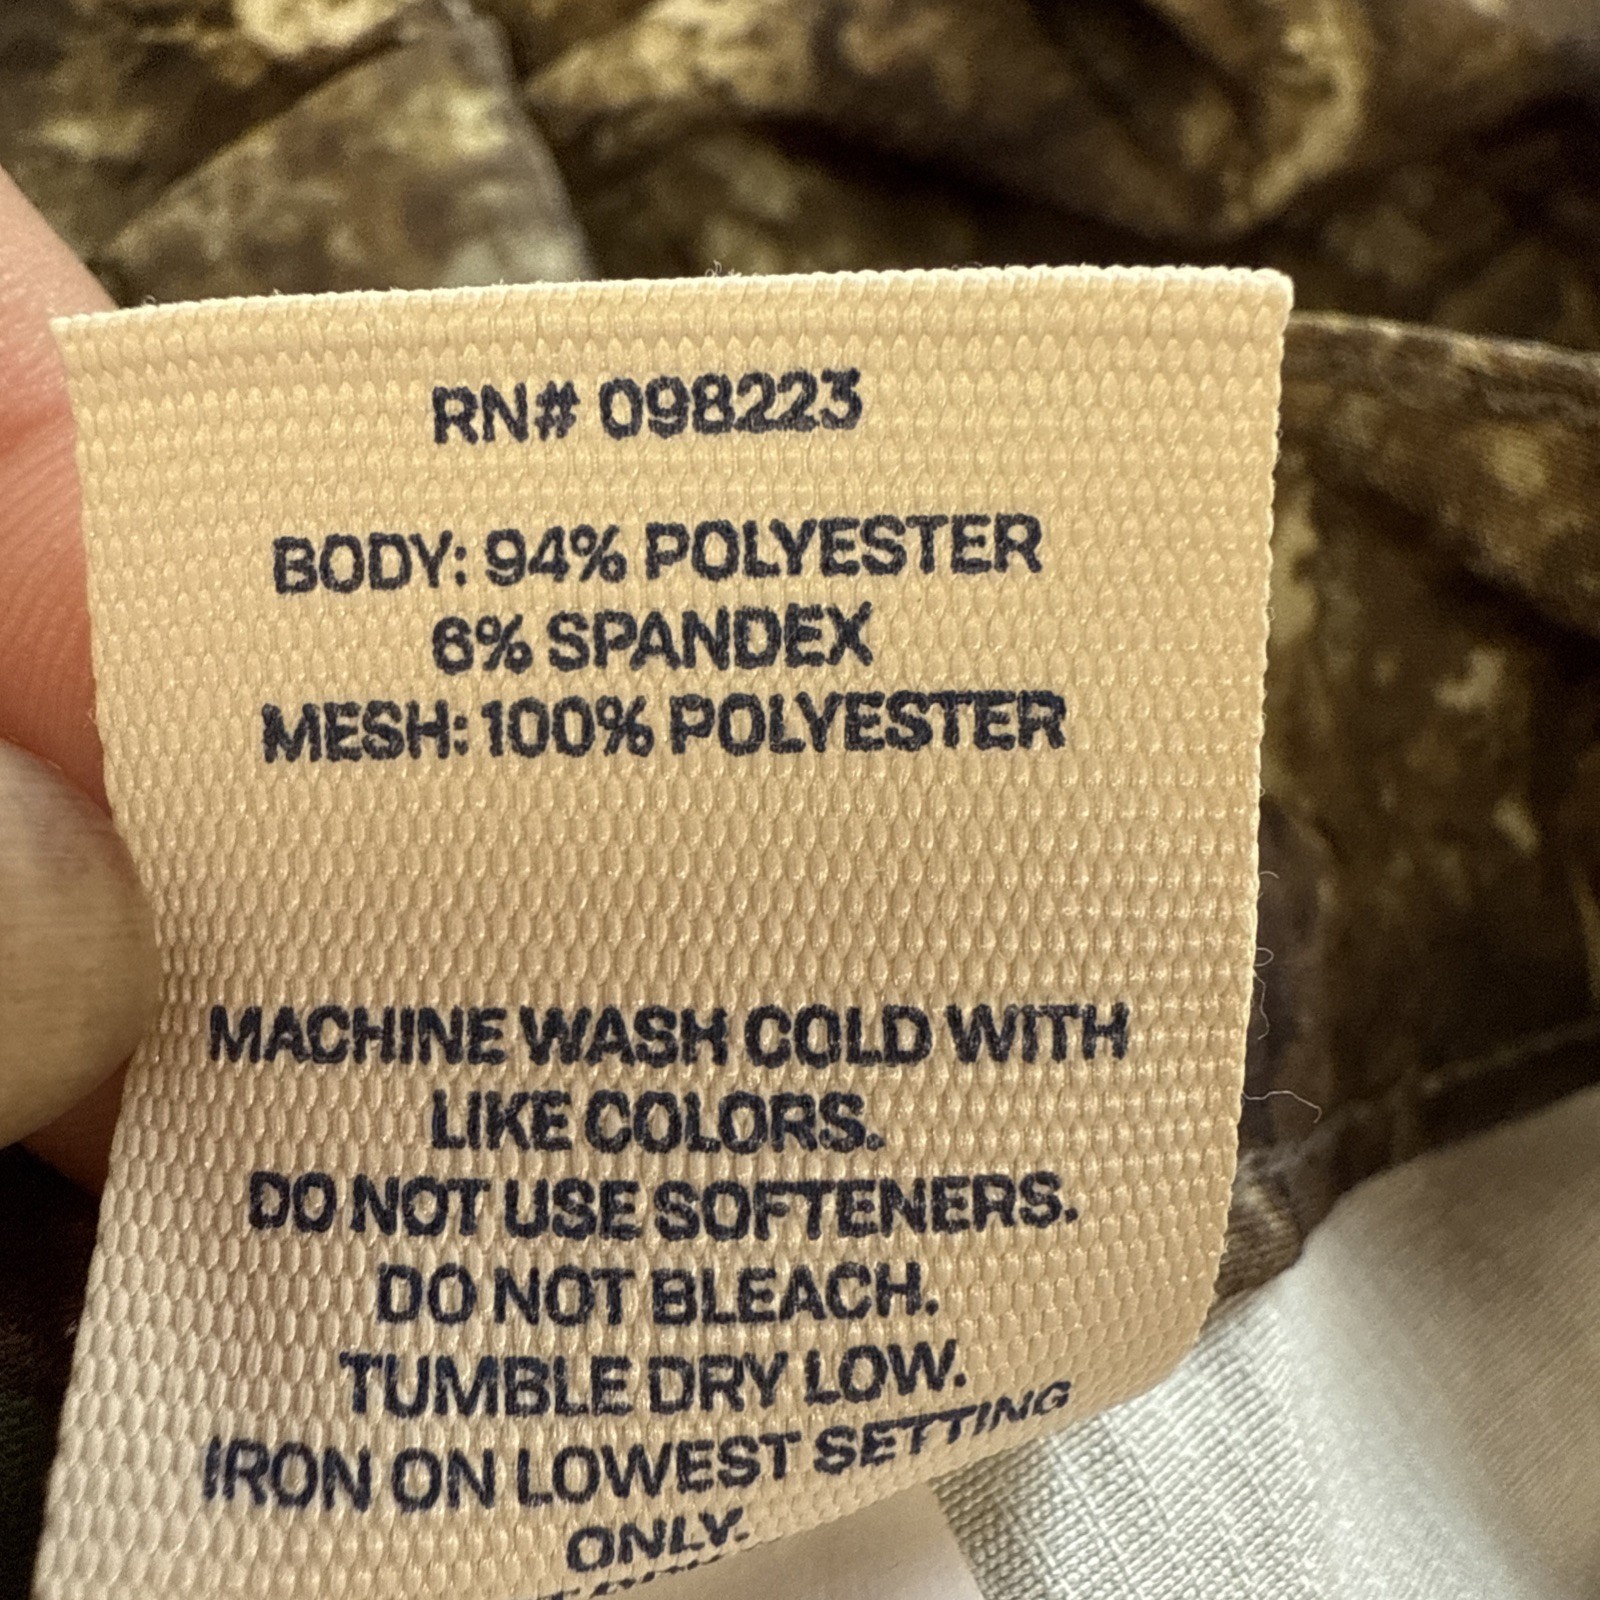 RN# 098223
BODY: 94% POLYESTER
6% SPANDEX
MESH: 100% POLYESTER
MACHINE WASH COLD WITH
LIKE COLORS.
DO NOT USE SOFTENERS.
DO NOT BLEACH.
TUMBLE DRY LOW.
IRON ON LOWEST SETTING
ONLY.